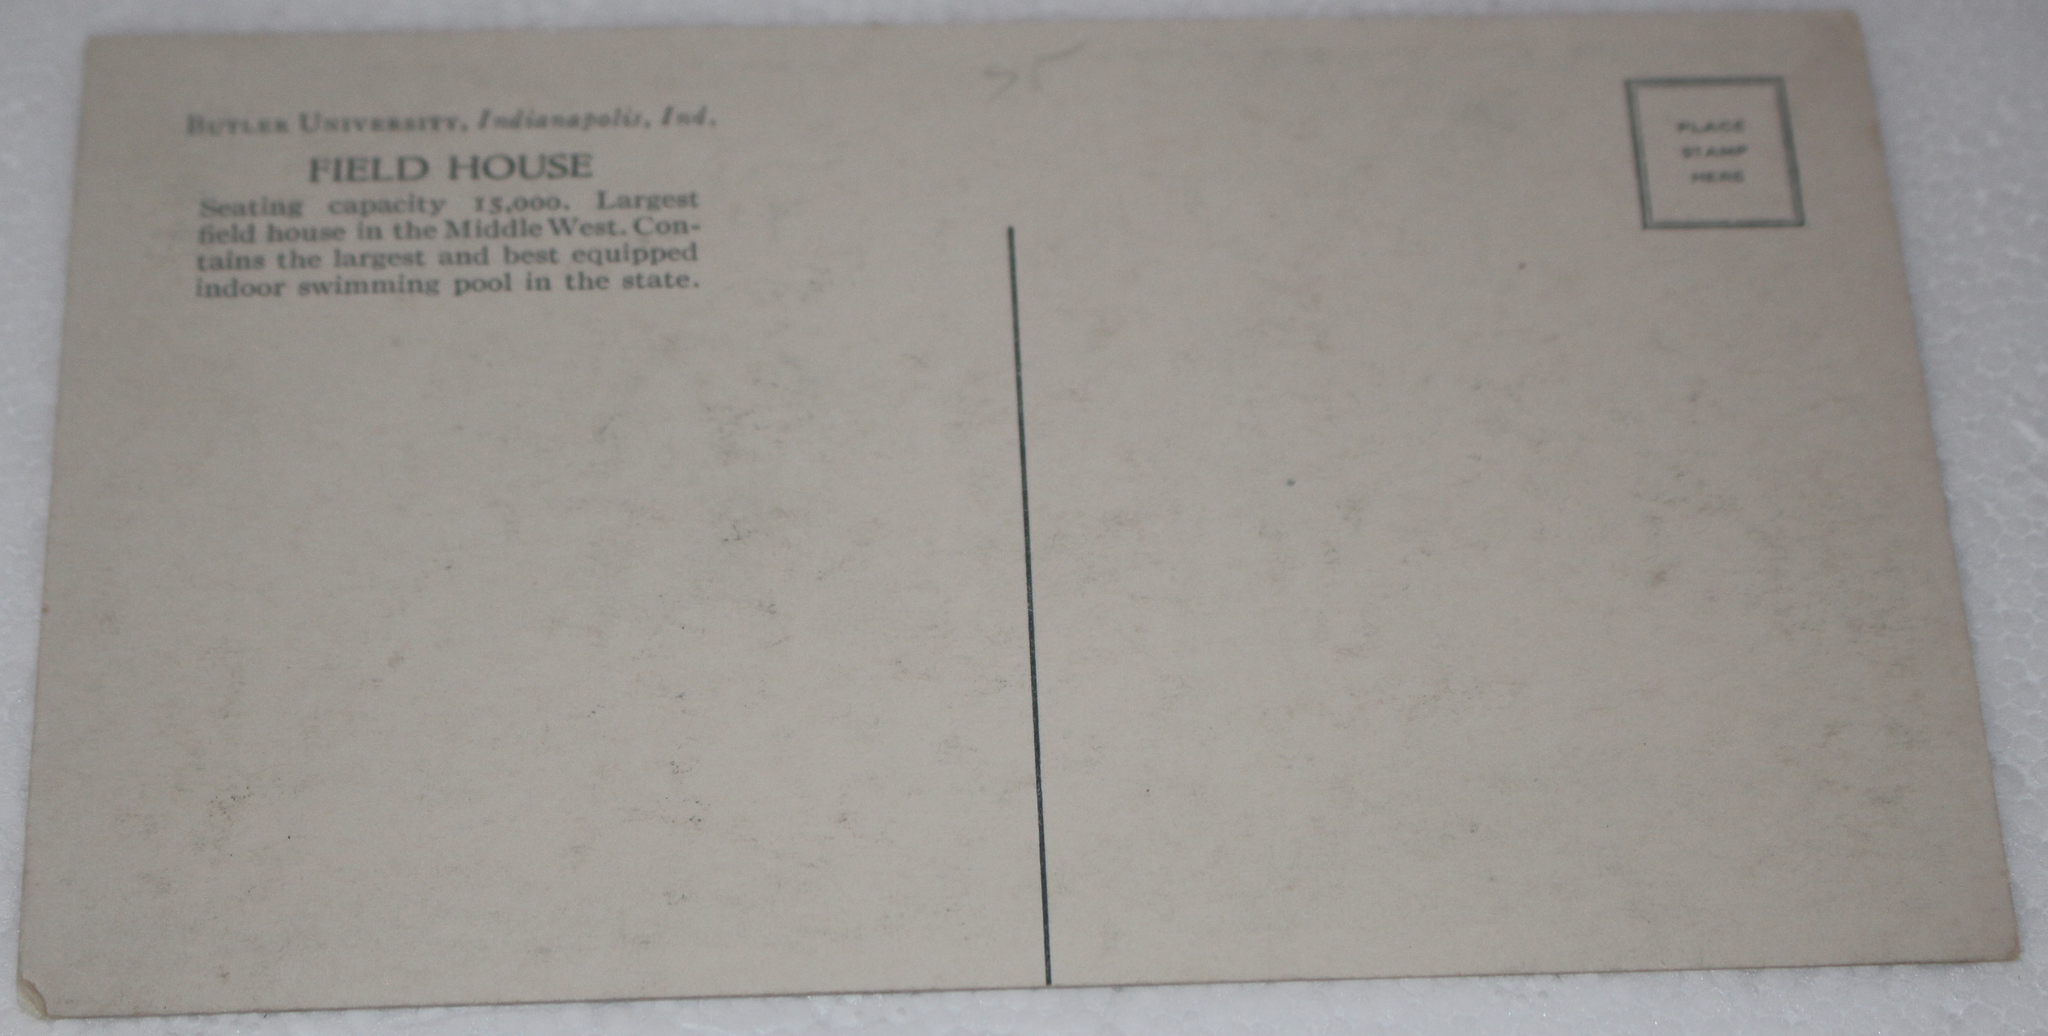 BUTLER UNIVERSITY, Indianapolis, Ind.
FIELD HOUSE
Seating capacity 15,000. Largest
field house in the Middle West. Con-
tains the largest and best equipped
indoor swimming pool in the state.
75
PLACE
STAMP
HERE